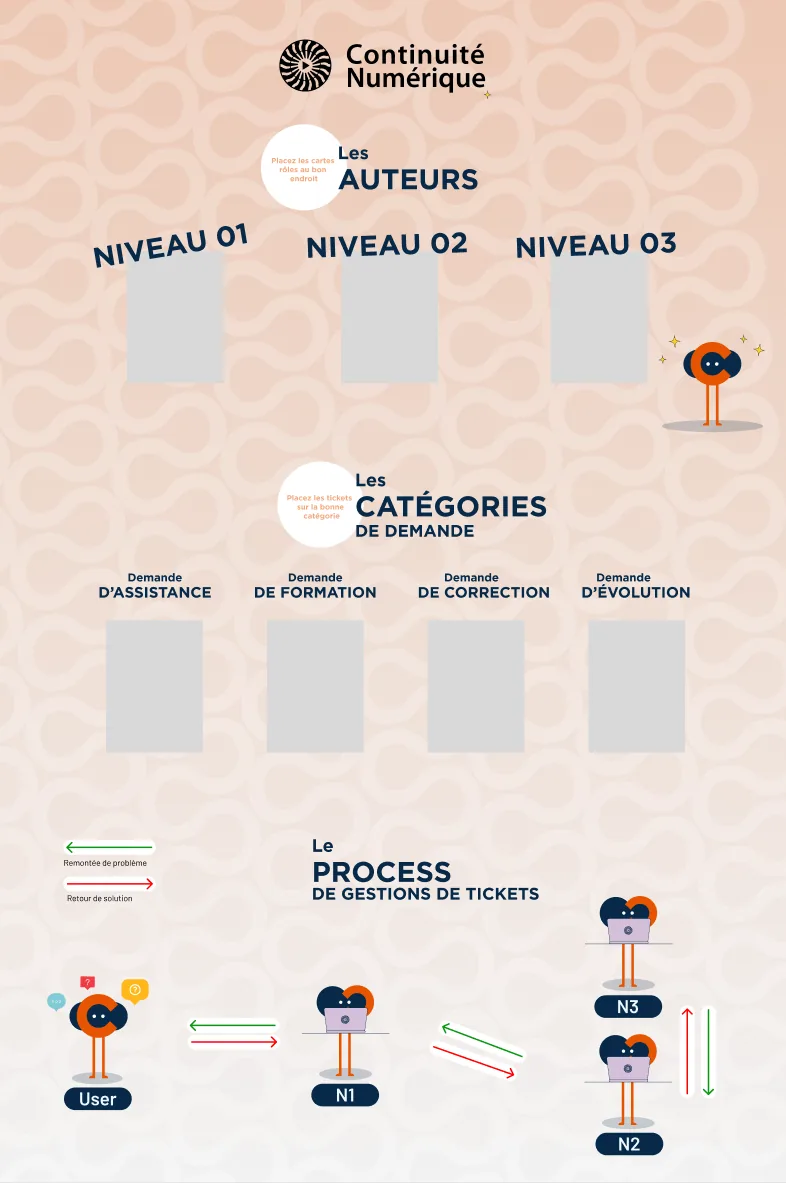 Continuité
Numérique
Placez les cartes
rôles au bon
endroit
Les
AUTEURS
NIVEAU 01
NIVEAU 02
NIVEAU 03
Placez les tickets
sur la bonne
catégorie
Les
CATÉGORIES
DE DEMANDE
Demande
D'ASSISTANCE
Demande
DE FORMATION
Demande
DE CORRECTION
Demande
D'ÉVOLUTION
Remontée de problème
Retour de solution
Le
PROCESS
DE GESTIONS DE TICKETS
?
?
User
N1
N3
N2